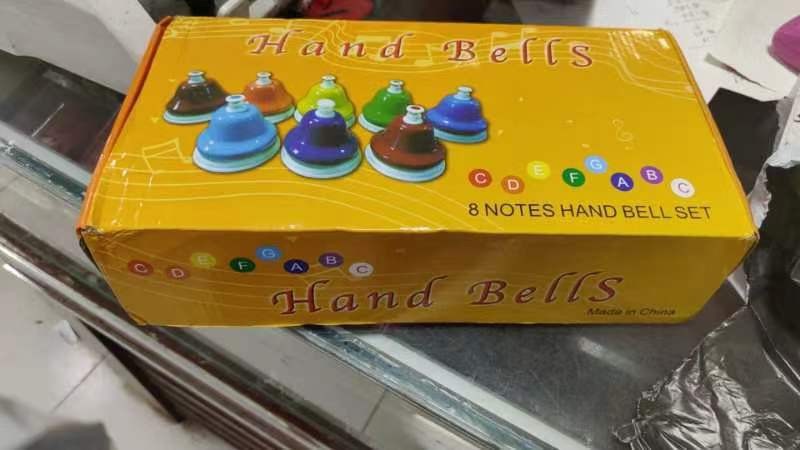 Hand BellS
C D E F G A B C
8 NOTES HAND BELL SET
C D E F G A B C
Hand BellS
Made in China